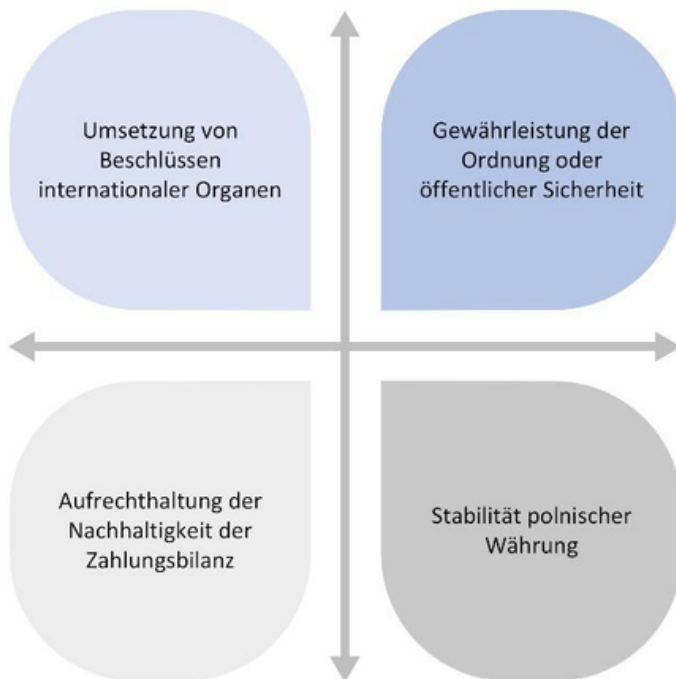 Umsetzung von
Beschlüssen
internationaler Organen
Gewährleistung der
Ordnung oder
öffentlicher Sicherheit
Aufrechthaltung der
Nachhaltigkeit der
Zahlungsbilanz
Stabilität polnischer
Währung